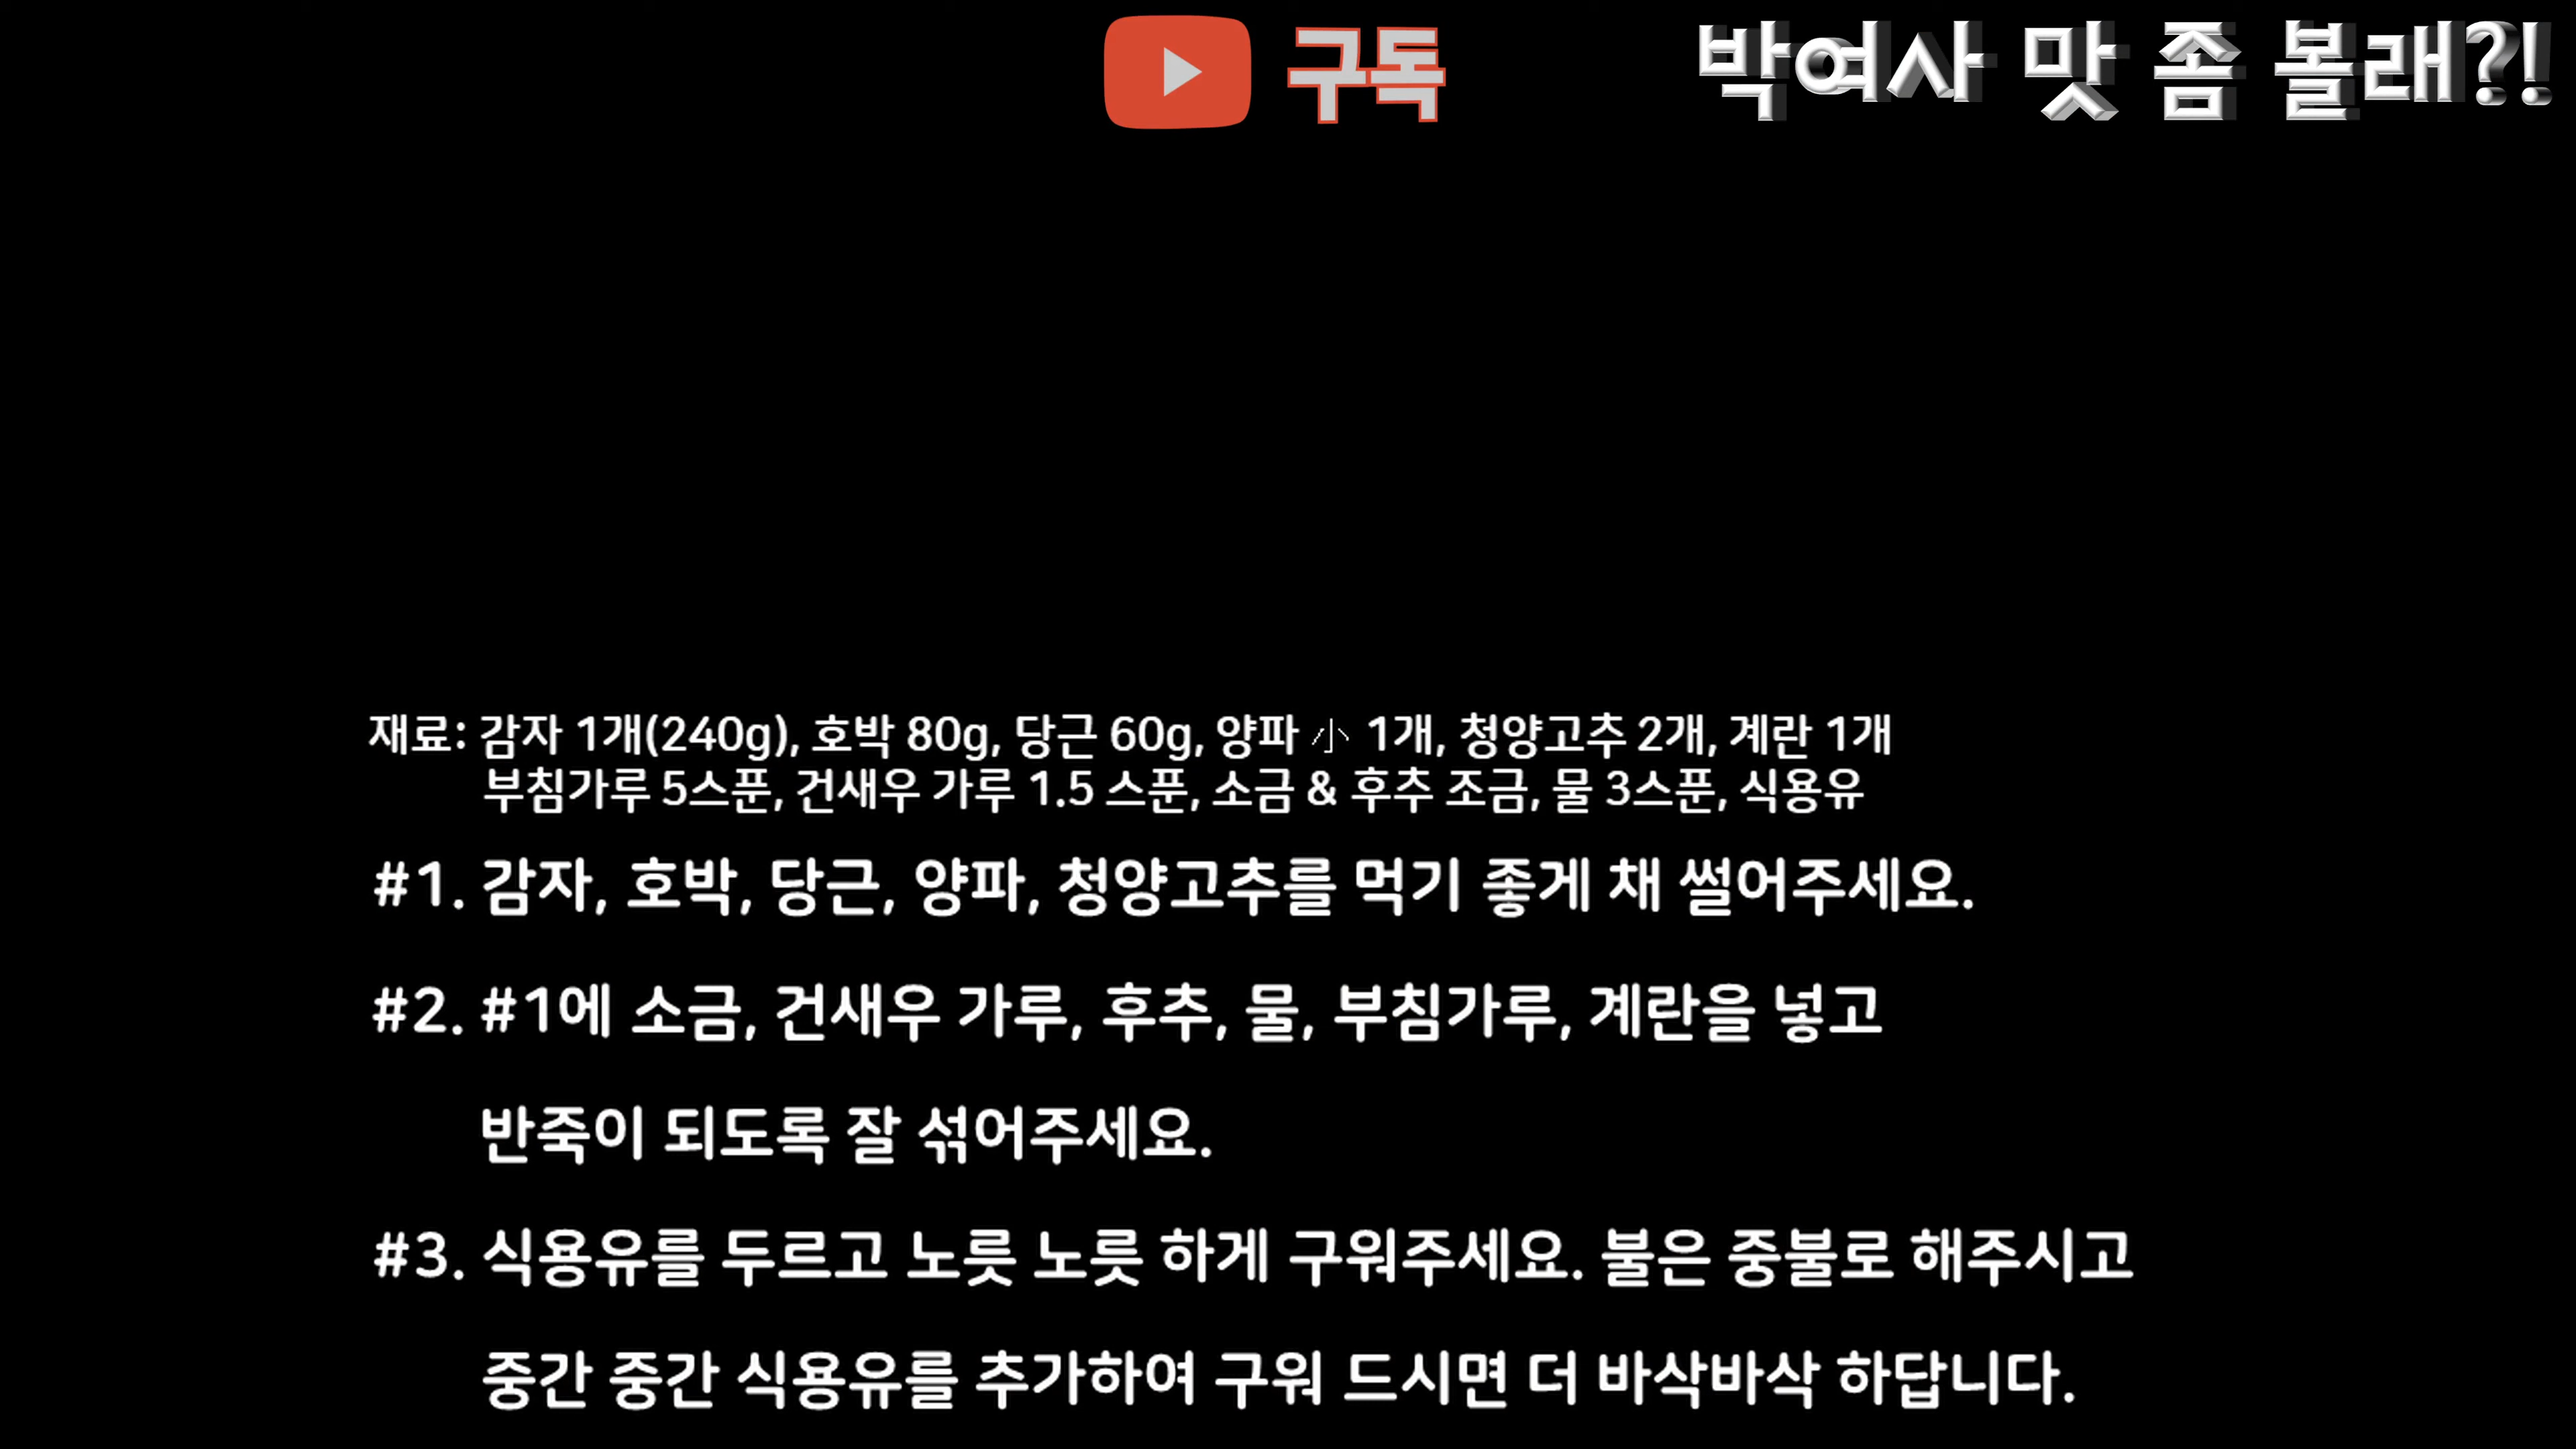 구독
박여사 맛 좀 볼래?!
재료: 감자 1개(240g), 호박 80g, 당근 60g, 양파 小 1개, 청양고추 2개, 계란 1개
부침가루 5스푼, 건새우 가루 1.5 스푼, 소금 & 후추 조금, 물 3스푼, 식용유
#1. 감자, 호박, 당근, 양파, 청양고추를 먹기 좋게 채 썰어주세요.
#2. #1에 소금, 건새우 가루, 후추, 물, 부침가루, 계란을 넣고
반죽이 되도록 잘 섞어주세요.
#3. 식용유를 두르고 노릇 노릇 하게 구워주세요. 불은 중불로 해주시고
중간 중간 식용유를 추가하여 구워 드시면 더 바삭바삭 하답니다.